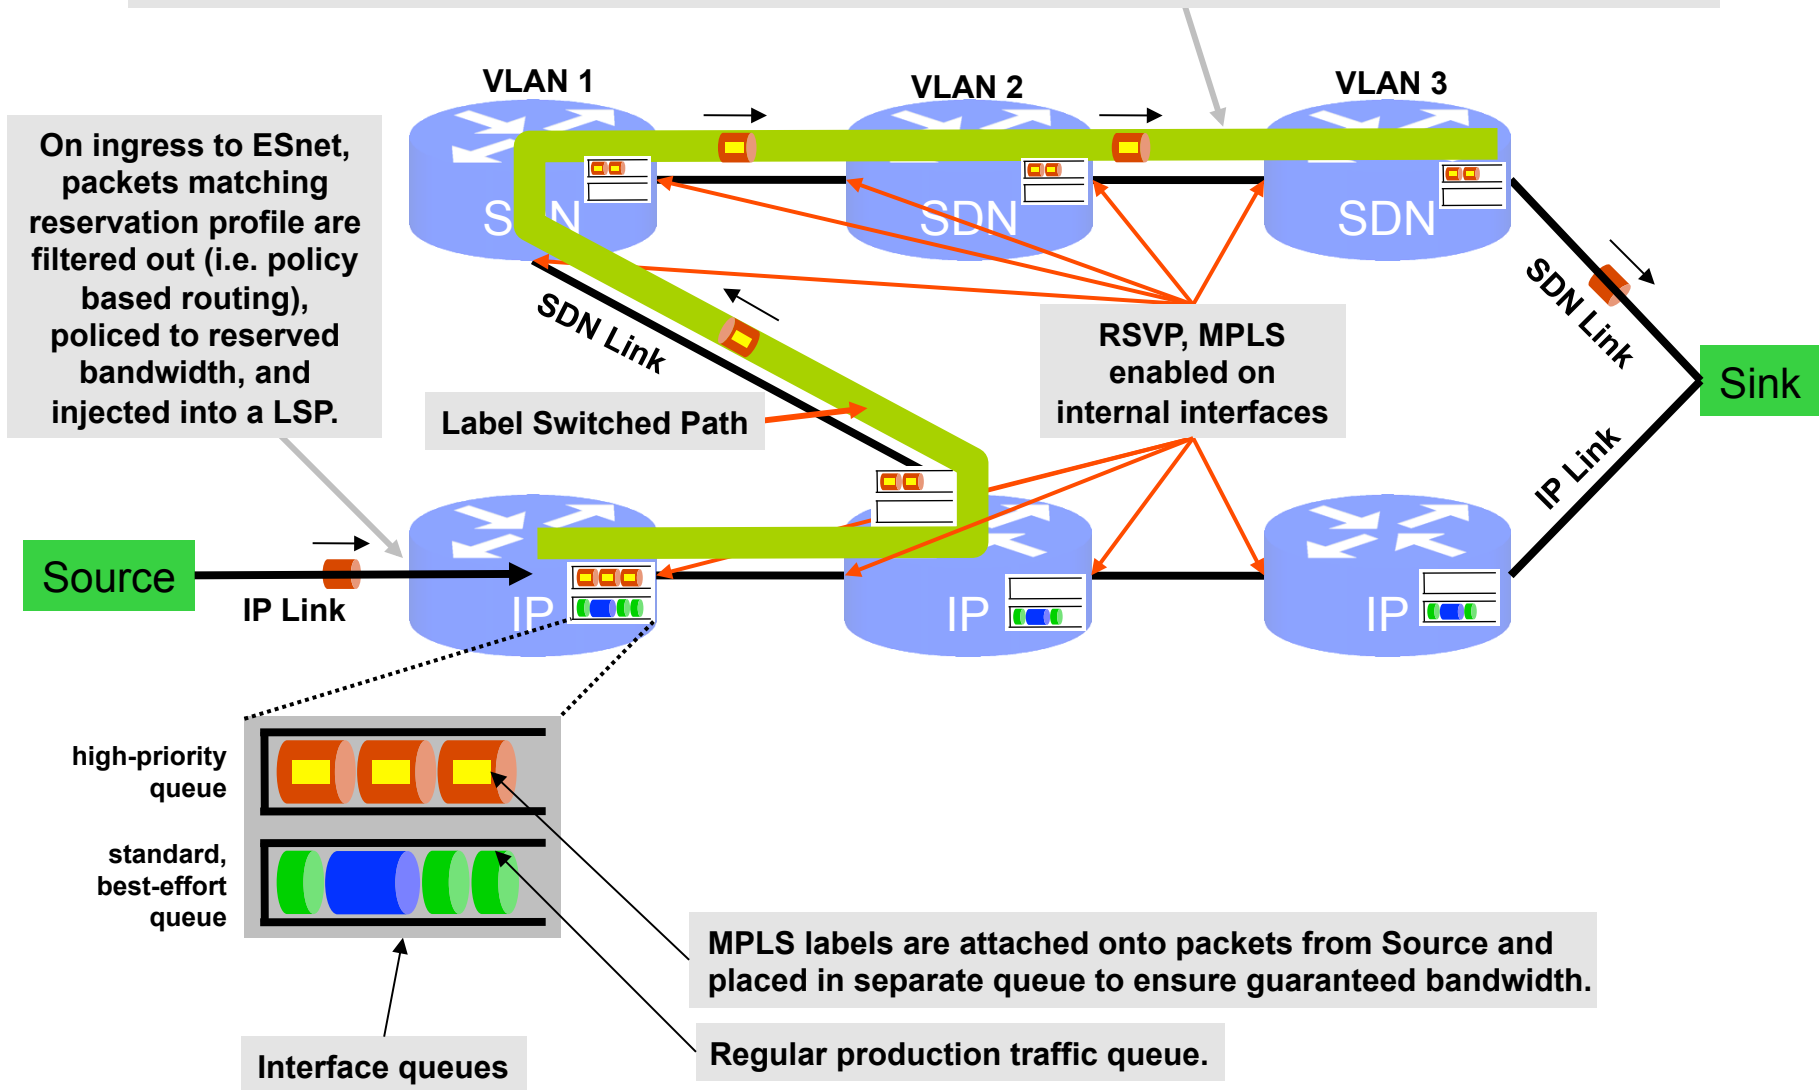 VLAN 1
VLAN 2
VLAN 3
On ingress to ESnet,
packets matching
reservation profile are
filtered out (i.e. policy
based routing),
policed to reserved
bandwidth, and
injected into a LSP.
SDN
SDN
SDN
SDN Link
SDN Link
RSVP, MPLS
enabled on
internal interfaces
Label Switched Path
Sink
IP Link
Source
IP Link
IP
IP
IP
high-priority
queue
standard,
best-effort
queue
MPLS labels are attached onto packets from Source and
placed in separate queue to ensure guaranteed bandwidth.
Regular production traffic queue.
Interface queues